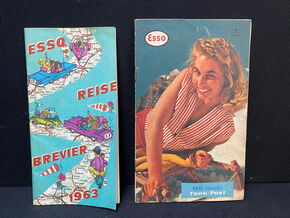 ESSO
REISE
BREVIER
1963
Esso
Tank-Post